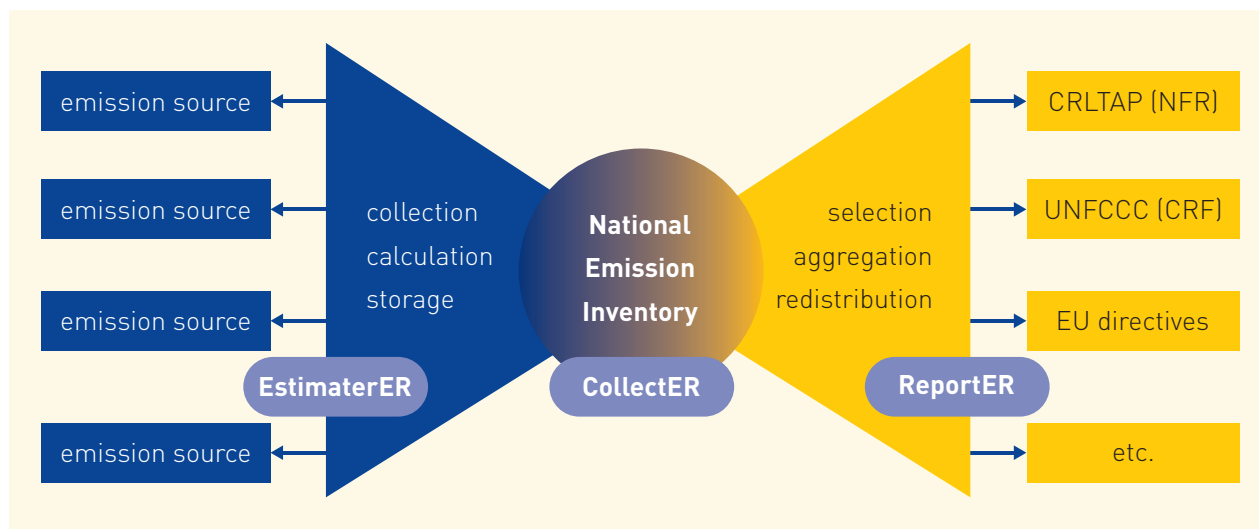 emission source
emission source
emission source
emission source
collection
calculation
storage
EstimaterER
National
Emission
Inventory
CollectER
selection
aggregation
redistribution
ReportER
CRLTAP (NFR)
UNFCCC (CRF)
EU directives
etc.